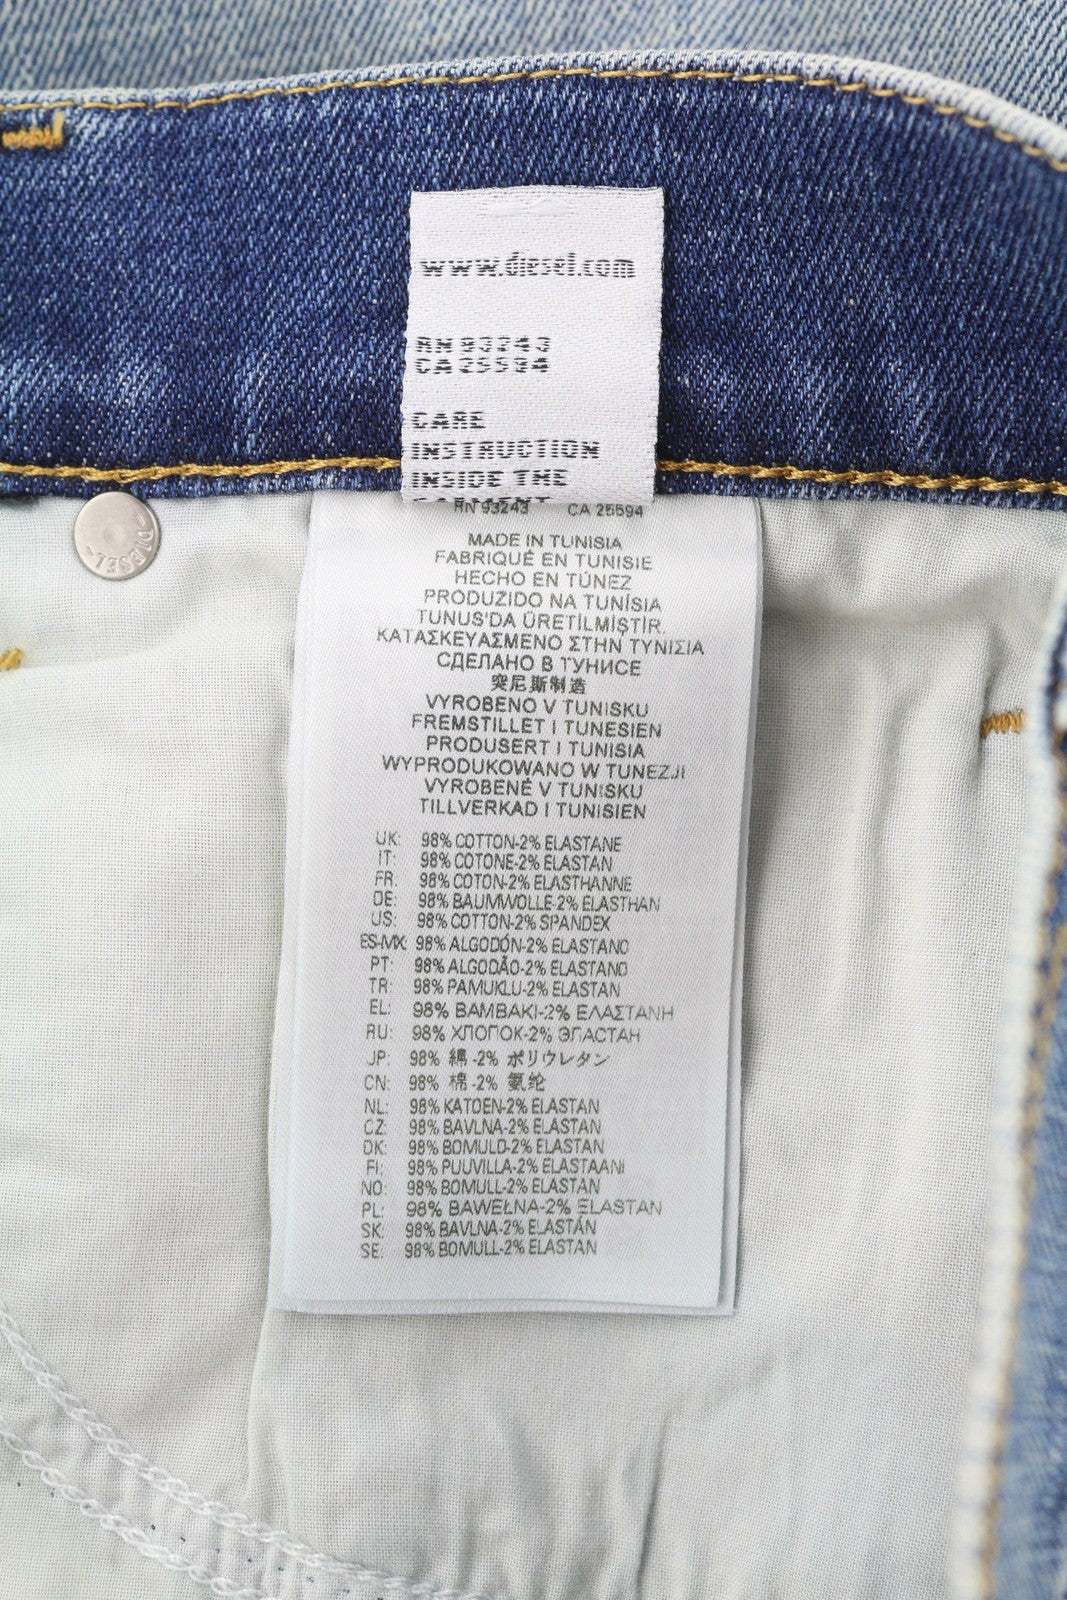 www.diesel.com
RN 93243
CA 25594
CARE
INSTRUCTION
INSIDE THE
GARMENT
RN 93243 CA 25594
MADE IN TUNISIA
FABRIQUÉ EN TUNISIE
HECHO EN TÚNEZ
PRODUZIDO NA TUNÍSIA
TUNUS'DA ÜRETİLMİŞTİR.
ΚΑΤΑΣΚΕΥΑΣΜΕΝΟ ΣΤΗΝ ΤΥΝΙΣΙΑ
СДЕЛАНО В ТУНИСЕ
突尼斯制造
VYROBENO V TUNISKU
FREMSTILLET I TUNESIEN
PRODUSERT I TUNISIA
WYPRODUKOWANO W TUNEZJI
VYROBENÉ V TUNISKU
TILLVERKAD I TUNISIEN
UK: 98% COTTON-2% ELASTANE
IT: 98% COTONE-2% ELASTAN
FR: 98% COTON-2% ELASTHANNE
DE: 98% BAUMWOLLE-2% ELASTHAN
US: 98% COTTON-2% SPANDEX
ES-MX: 98% ALGODÓN-2% ELASTANO
PT: 98% ALGODÃO-2% ELASTANO
TR: 98% PAMUKLU-2% ELASTAN
EL: 98% ΒΑΜΒΑΚΙ-2% ΕΛΑΣΤΑΝΗ
RU: 98% ХЛОПОК-2% ЭЛАСТАН
JP: 98% 綿 -2% ポリウレタン
CN: 98% 棉 -2% 氨纶
NL: 98% KATOEN-2% ELASTAN
CZ: 98% BAVLNA-2% ELASTAN
DK: 98% BOMULD-2% ELASTAN
FI: 98% PUUVILLA-2% ELASTAANI
NO: 98% BOMULL-2% ELASTAN
PL: 98% BAWEŁNA-2% ELASTAN
SK: 98% BAVLNA-2% ELASTÁN
SE: 98% BOMULL-2% ELASTAN
DIESEL